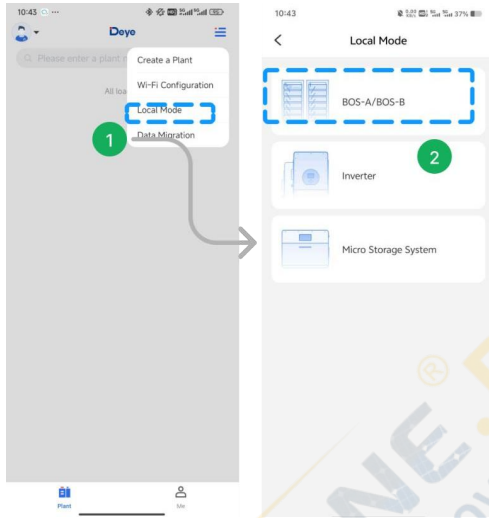 10:43
Deye
Please enter a plant n
Create a Plant
Wi-Fi Configuration
All loa
Local Mode
Data Migration
1
Plant
Me
10:43
37%
Local Mode
BOS-A/BOS-B
2
Inverter
Micro Storage System